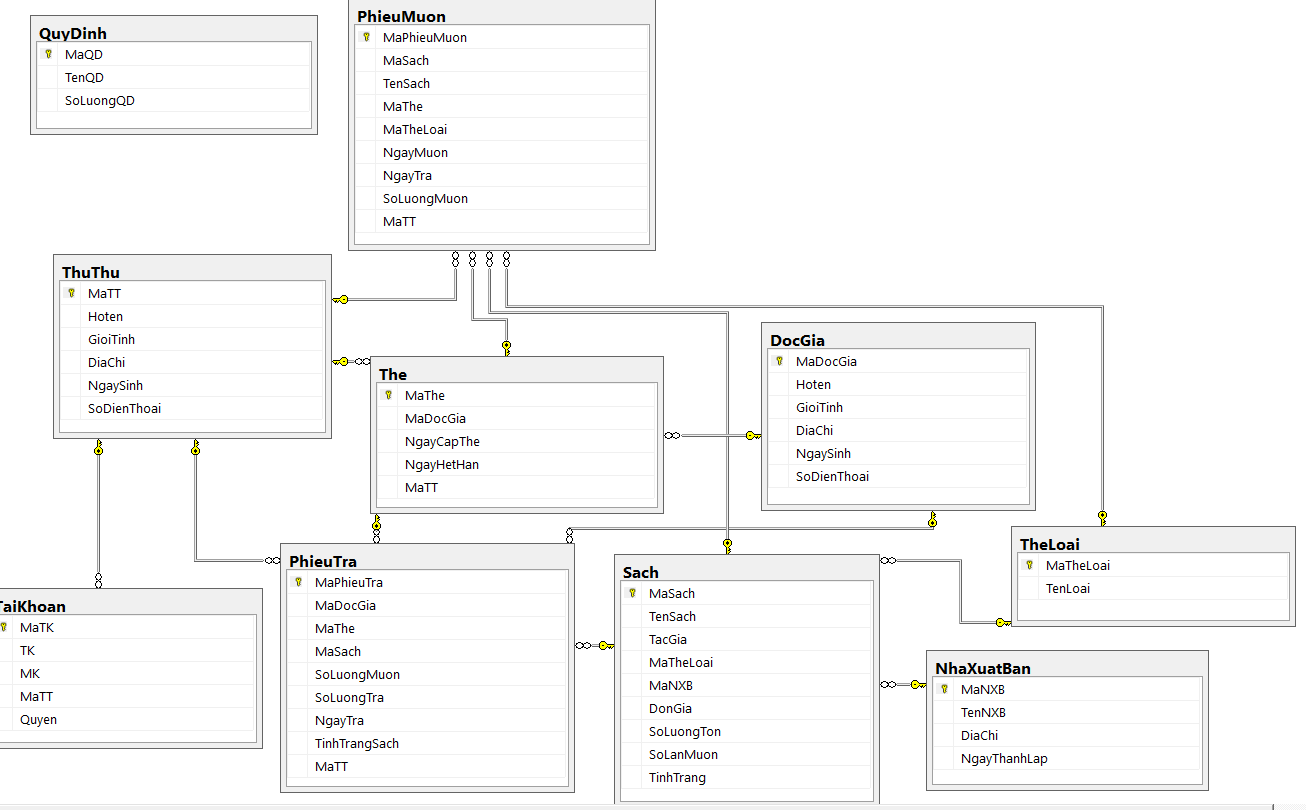 QuyDinh
MaQD
TenQD
SoLuongQD
PhieuMuon
MaPhieuMuon
MaSach
TenSach
MaThe
MaTheLoai
NgayMuon
NgayTra
SoLuongMuon
MaTT
ThuThu
MaTT
Hoten
GioiTinh
DiaChi
NgaySinh
SoDienThoai
The
MaThe
MaDocGia
NgayCapThe
NgayHetHan
MaTT
DocGia
MaDocGia
Hoten
GioiTinh
DiaChi
NgaySinh
SoDienThoai
TaiKhoan
MaTK
TK
MK
MaTT
Quyen
PhieuTra
MaPhieuTra
MaDocGia
MaThe
MaSach
SoLuongMuon
SoLuongTra
NgayTra
TinhTrangSach
MaTT
Sach
MaSach
TenSach
TacGia
MaTheLoai
MaNXB
DonGia
SoLuongTon
SoLanMuon
TinhTrang
TheLoai
MaTheLoai
TenLoai
NhaXuatBan
MaNXB
TenNXB
DiaChi
NgayThanhLap